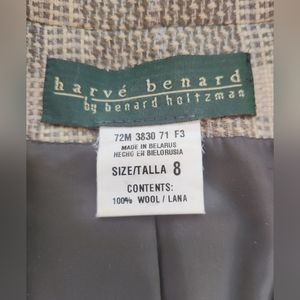 harvé benard
by benard holtzman
72M 3830 71 F3
MADE IN BELARUS
HECHO EN BIELORUSIA
SIZE/TALLA 8
CONTENTS:
100% WOOL / LANA